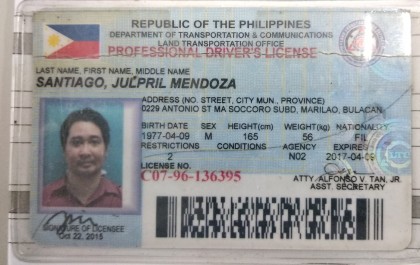 REPUBLIC OF THE PHILIPPINES
DEPARTMENT OF TRANSPORTATION & COMMUNICATIONS
LAND TRANSPORTATION OFFICE
PROFESSIONAL DRIVER'S LICENSE
LAST NAME, FIRST NAME, MIDDLE NAME
SANTIAGO, JULPRIL MENDOZA
ADDRESS (NO. STREET, CITY MUN., PROVINCE)
0229 ANTONIO ST MA SOCCORO SUBD, MARILAO, BULACAN
BIRTH DATE SEX HEIGHT(cm) WEIGHT(kg) NATIONALITY
1977-04-09 M 165 56 FIL
RESTRICTIONS CONDITIONS AGENCY EXPIRES
2 N02 2017-04-09
LICENSE NO.
C07-96-136395
ATTY. ALFONSO V. TAN, JR.
ASST. SECRETARY
SIGNATURE OF LICENSEE
Oct 22, 2015